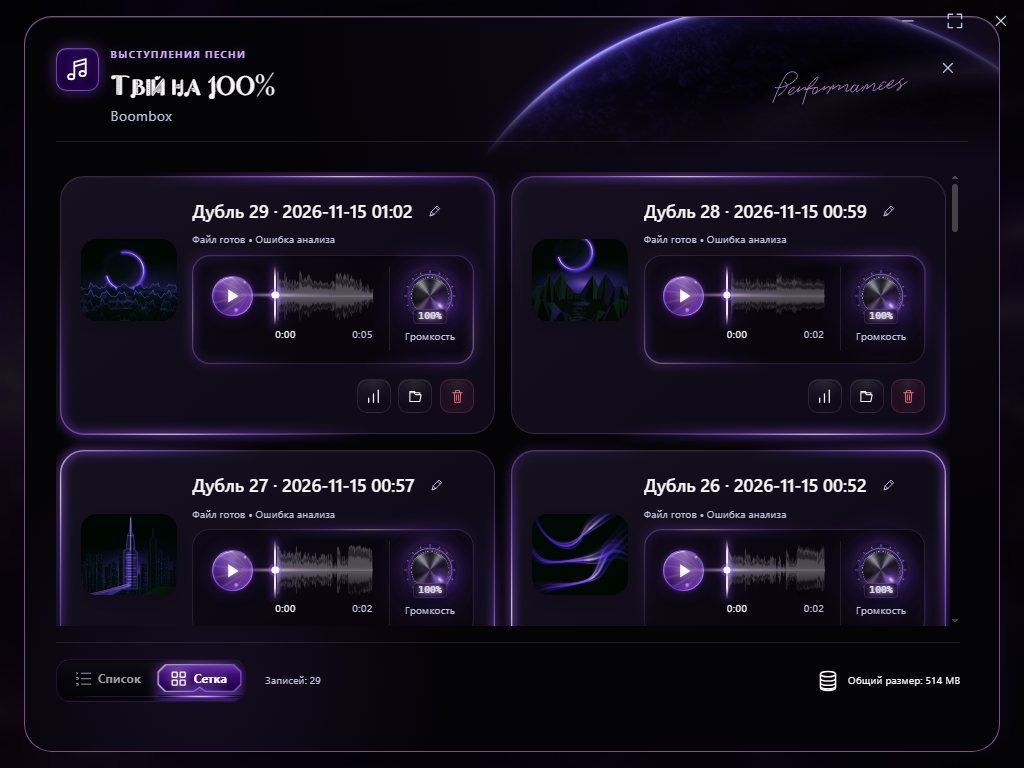 ВЫСТУПЛЕНИЯ ПЕСНИ
Твій на 100%
Boombox
Performances
Дубль 29 · 2026-11-15 01:02
Файл готов • Ошибка анализа
100%
0:00 0:05 Громкость
Дубль 28 · 2026-11-15 00:59
Файл готов • Ошибка анализа
100%
0:00 0:02 Громкость
Дубль 27 · 2026-11-15 00:57
Файл готов • Ошибка анализа
100%
0:00 0:02 Громкость
Дубль 26 · 2026-11-15 00:52
Файл готов • Ошибка анализа
100%
0:00 0:02 Громкость
Список Сетка Записей: 29 Общий размер: 514 MB